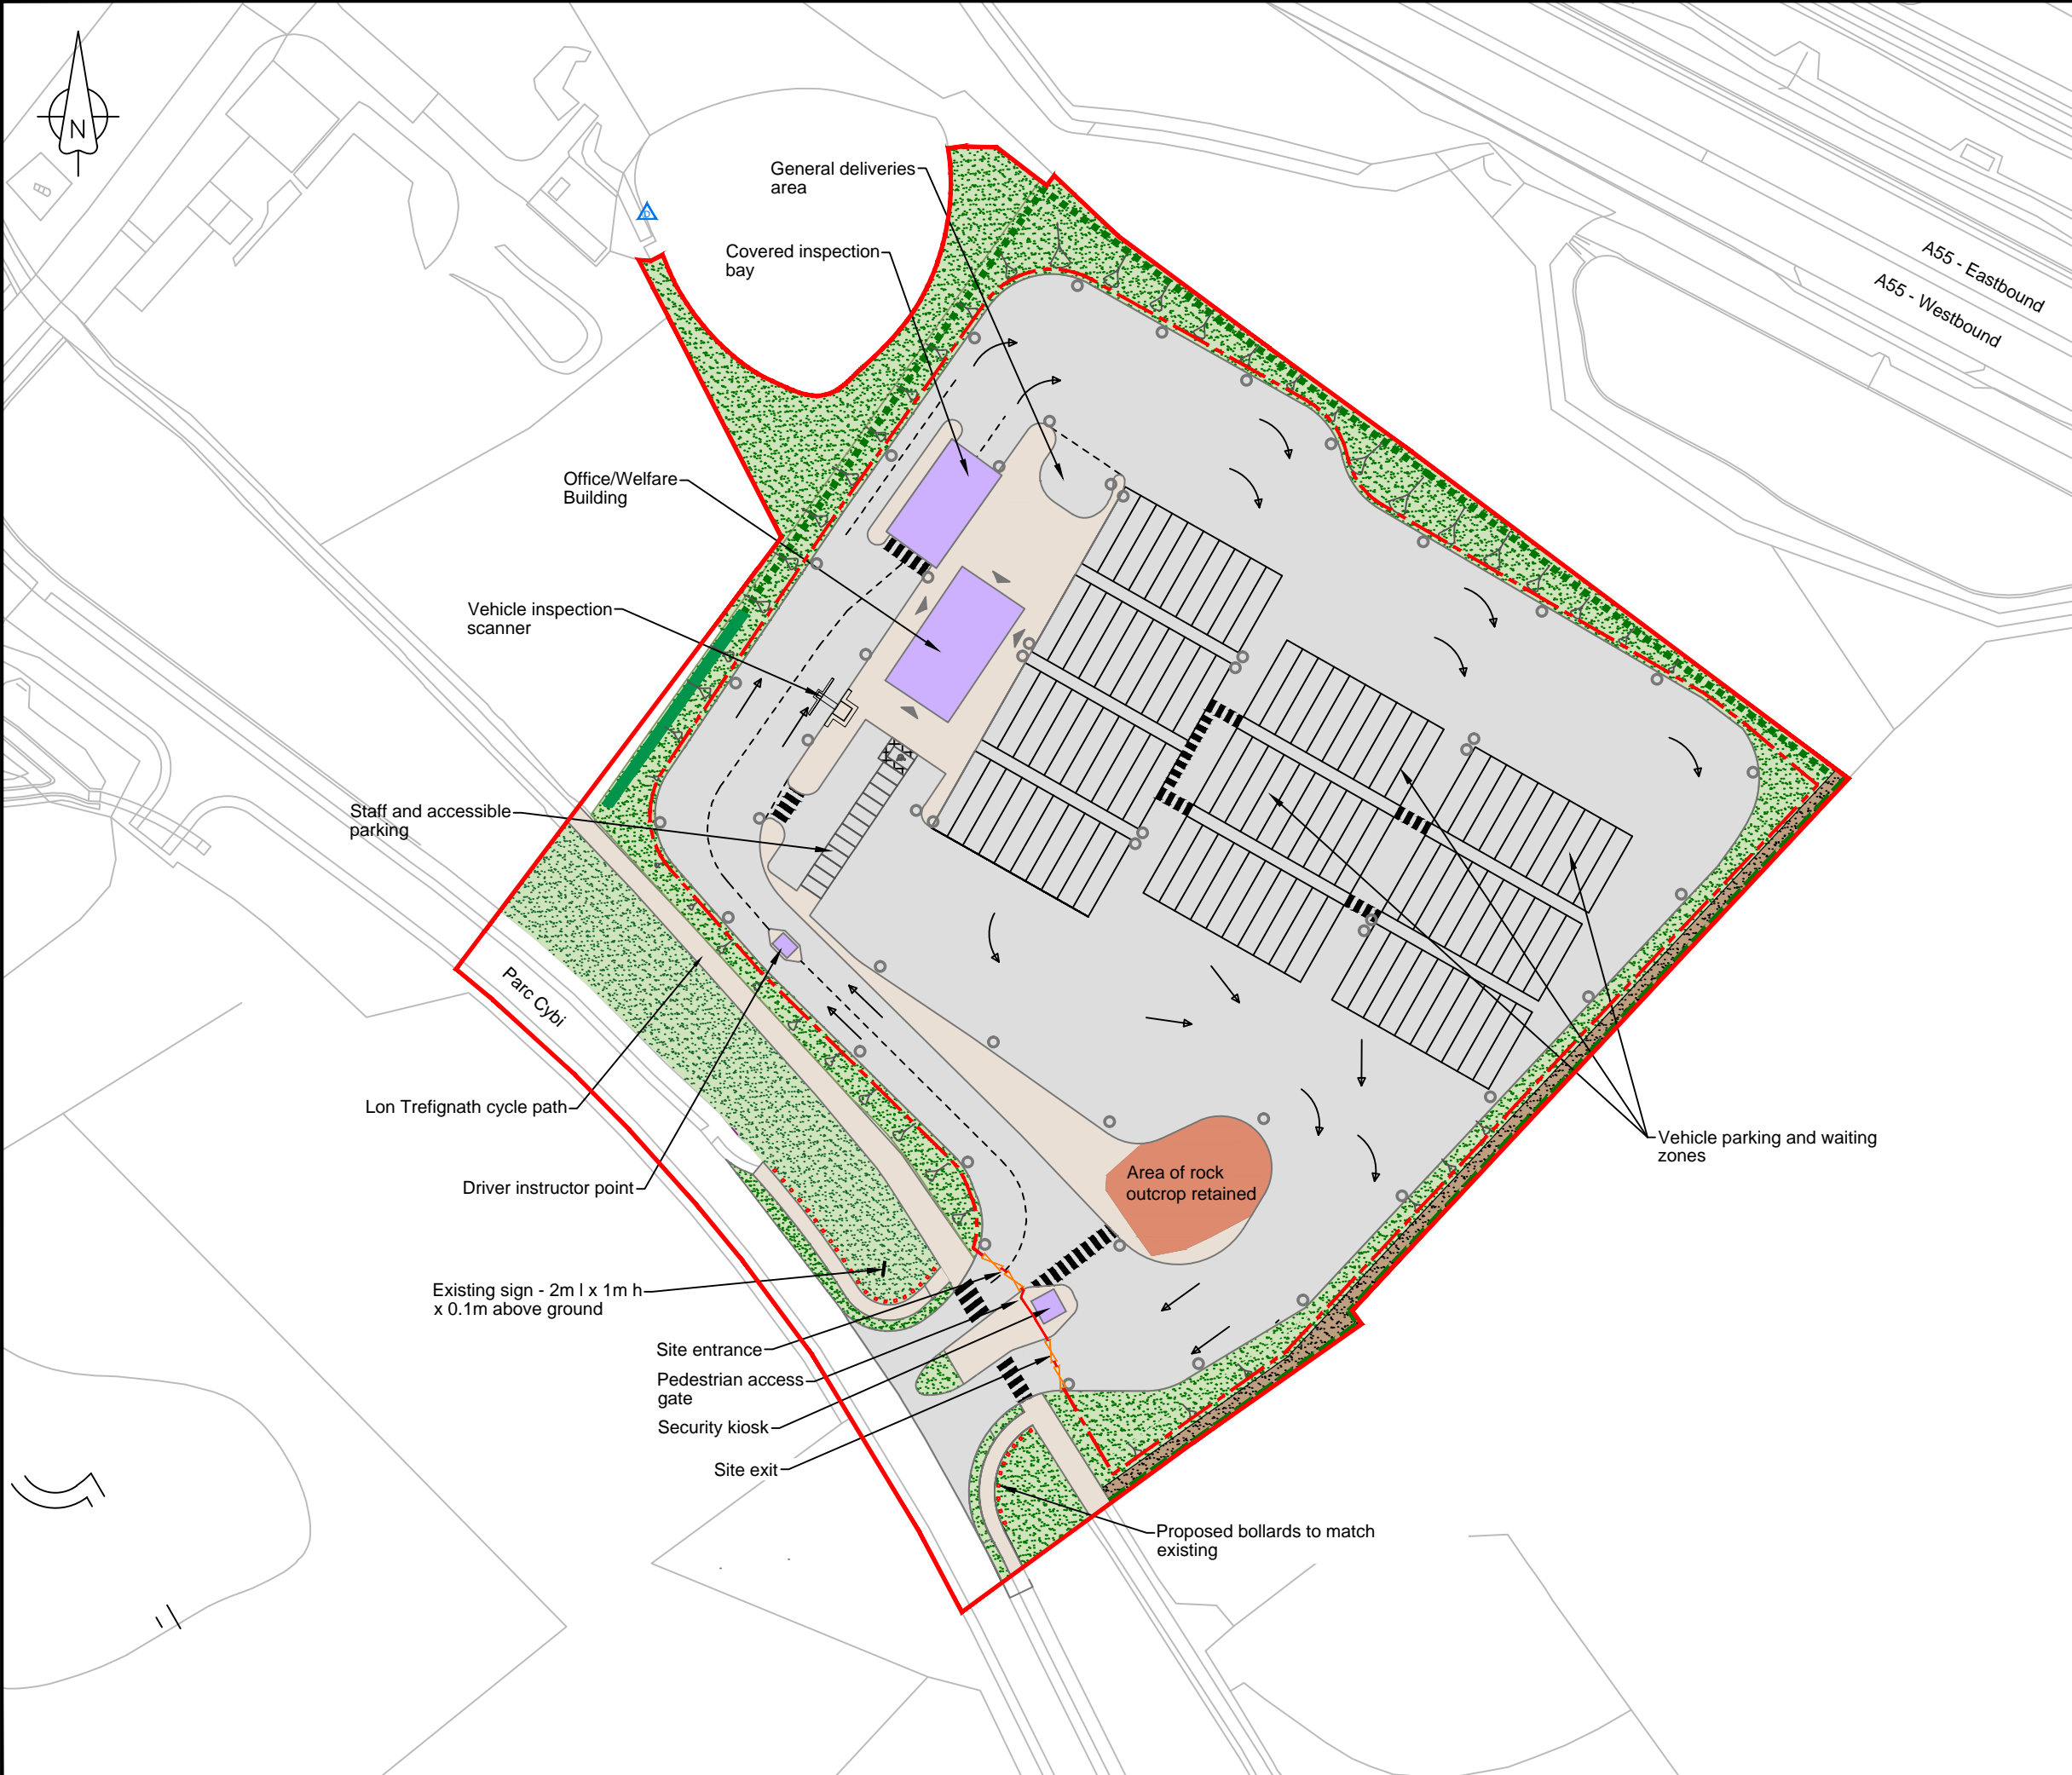 N
General deliveries
area
Covered inspection
bay
A55 - Eastbound
A55 - Westbound
Office/Welfare
Building
Vehicle inspection
scanner
Staff and accessible
parking
Parc Cybi
Lon Trefignath cycle path
Vehicle parking and waiting
zones
Area of rock
outcrop retained
Driver instructor point
Existing sign - 2m l x 1m h
x 0.1m above ground
Site entrance
Pedestrian access
gate
Security kiosk
Site exit
Proposed bollards to match
existing